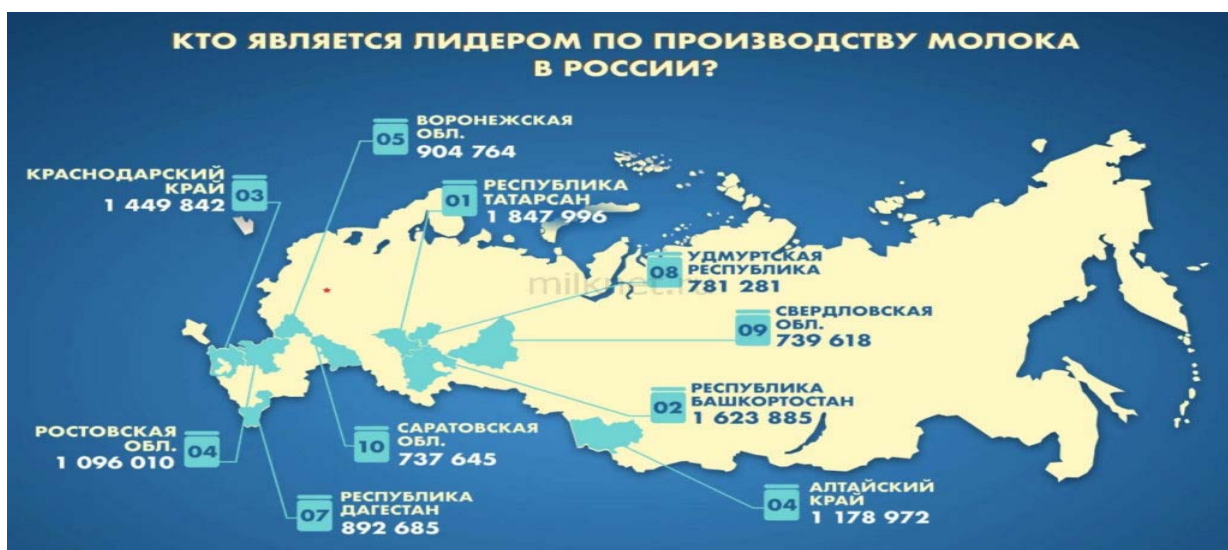 КТО ЯВЛЯЕТСЯ ЛИДЕРОМ ПО ПРОИЗВОДСТВУ МОЛОКА
В РОССИИ?
05
ВОРОНЕЖСКАЯ
ОБЛ.
904 764
КРАСНОДАРСКИЙ
КРАЙ
1 449 842
03
01
РЕСПУБЛИКА
ТАТАРСАН
1 847 996
08
УДМУРТСКАЯ
РЕСПУБЛИКА
781 281
09
СВЕРДЛОВСКАЯ
ОБЛ.
739 618
02
РЕСПУБЛИКА
БАШКОРТОСТАН
1 623 885
РОСТОВСКАЯ
ОБЛ.
1 096 010
04
10
САРАТОВСКАЯ
ОБЛ.
737 645
07
РЕСПУБЛИКА
ДАГЕСТАН
892 685
04
АЛТАЙСКИЙ
КРАЙ
1 178 972